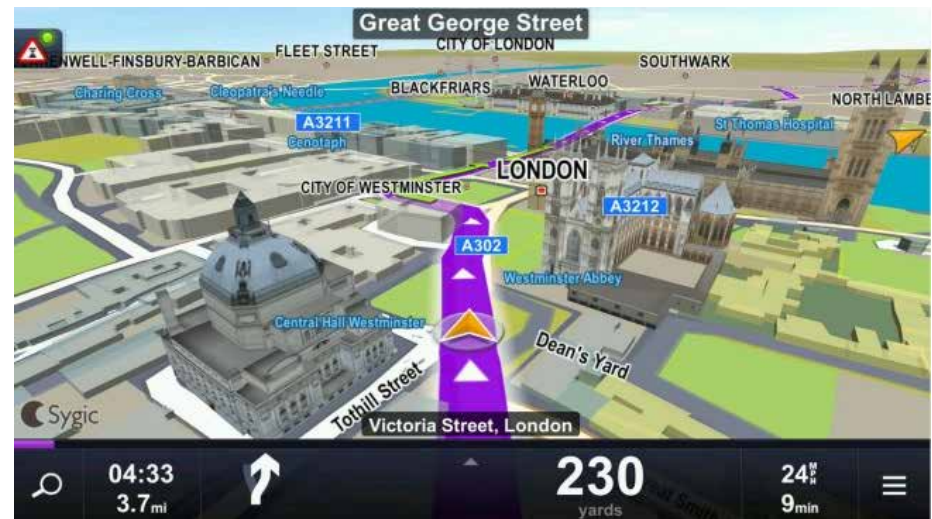 Great George Street
FLEET STREET
CITY OF LONDON
ENWELL-FINSBURY-BARBICAN
SOUTHWARK
Charing Cross
Cleopatra's Needle
BLACKFRIARS
WATERLOO
NORTH LAMBE
A3211
Cenotaph
St Thomas Hospital
River Thames
LONDON
CITY OF WESTMINSTER
A3212
A302
Westminster Abbey
Central Hall Westminster
Dean's Yard
Tothill Street
Sygic
Victoria Street, London
04:33
3.7mi
230
yards
24MPH
9min